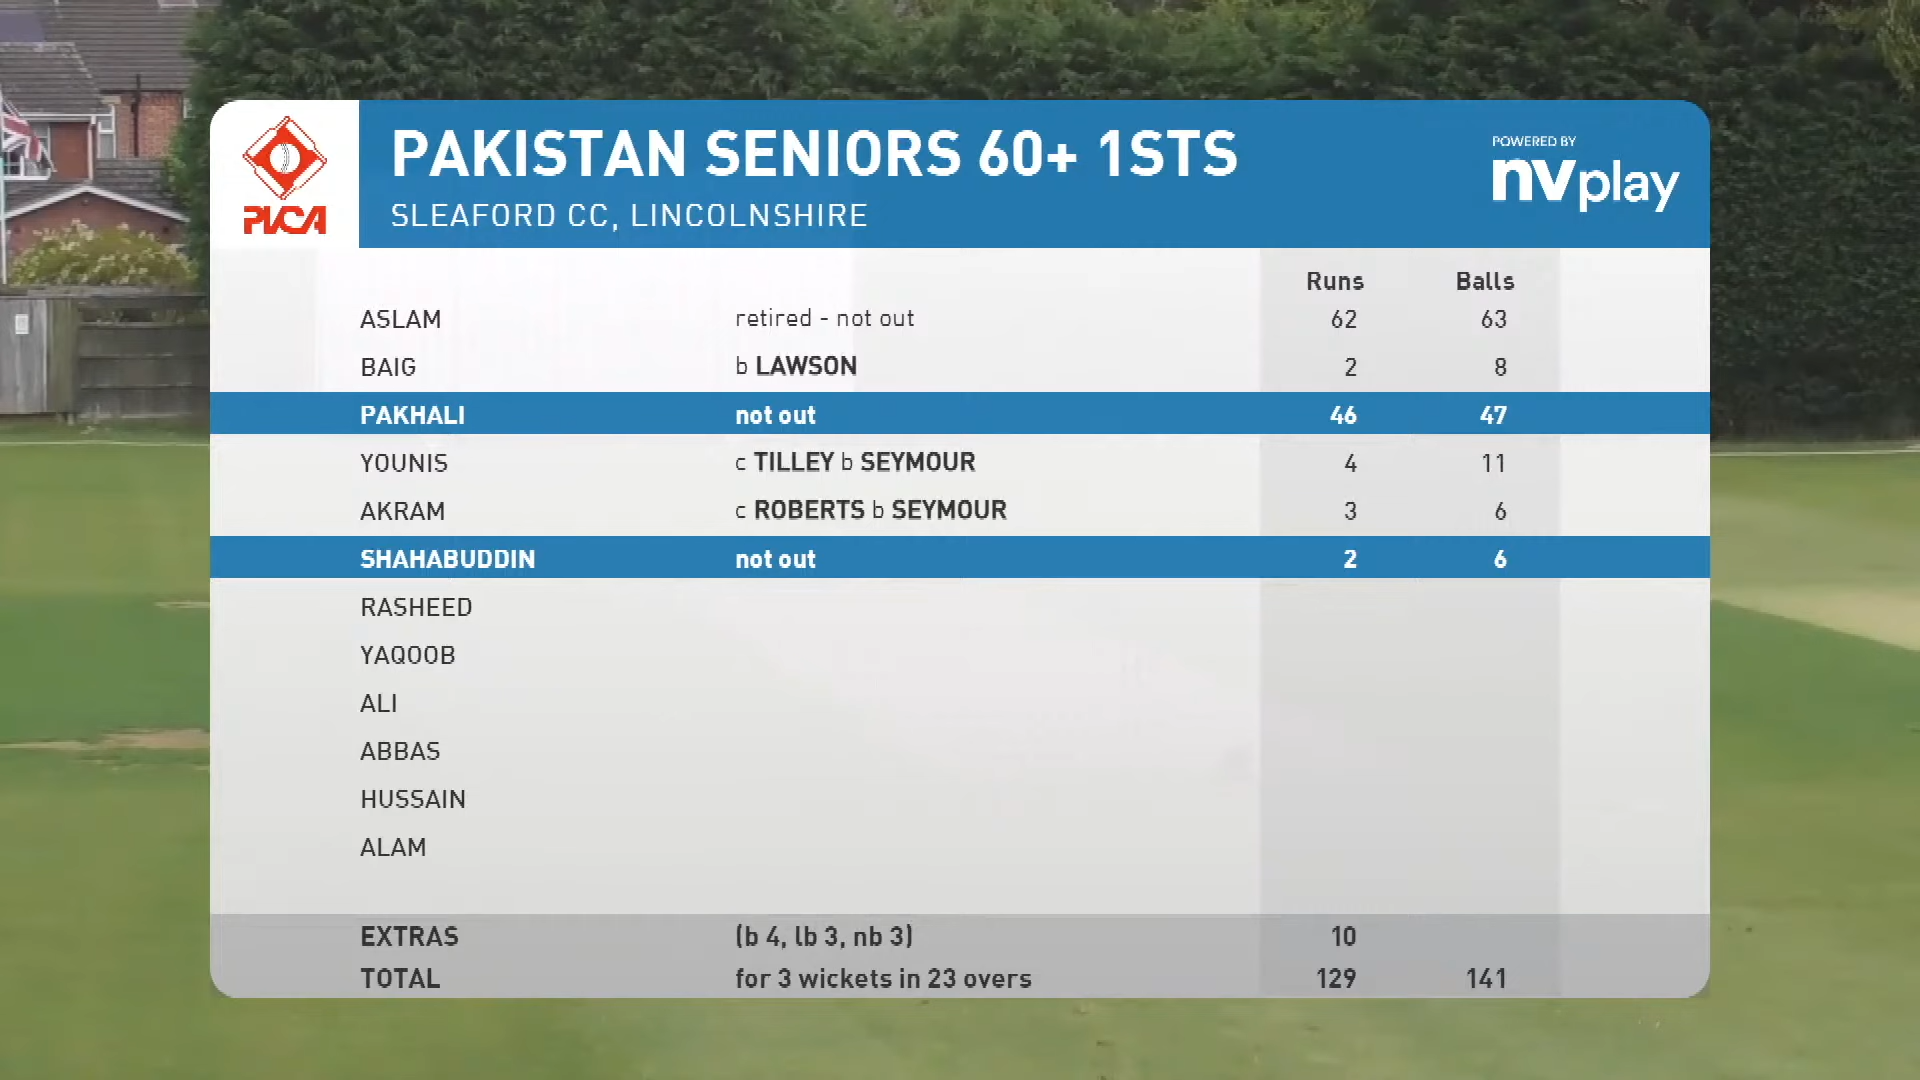 PVCA
PAKISTAN SENIORS 60+ 1STS
SLEAFORD CC, LINCOLNSHIRE
POWERED BY
nvplay
Runs Balls
ASLAM retired - not out 62 63
BAIG b LAWSON 2 8
PAKHALI not out 46 47
YOUNIS c TILLEY b SEYMOUR 4 11
AKRAM c ROBERTS b SEYMOUR 3 6
SHAHABUDDIN not out 2 6
RASHEED
YAQOOB
ALI
ABBAS
HUSSAIN
ALAM
EXTRAS (b 4, lb 3, nb 3) 10
TOTAL for 3 wickets in 23 overs 129 141